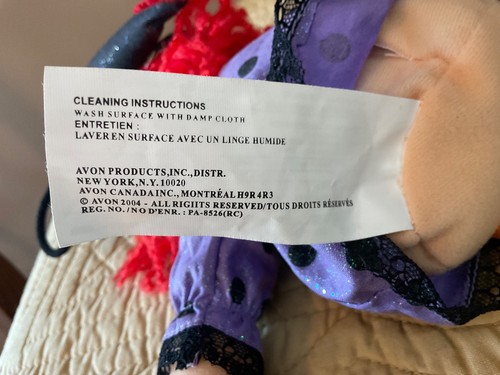 CLEANING INSTRUCTIONS
WASH SURFACE WITH DAMP CLOTH
ENTRETIEN :
LAVER EN SURFACE AVEC UN LINGE HUMIDE
AVON PRODUCTS,INC.,DISTR.
NEW YORK,N.Y. 10020
AVON CANADA INC., MONTRÉAL H9R 4R3
© AVON 2004 - ALL RIGHTS RESERVED/TOUS DROITS RÉSERVÉS
REG. NO./NO D'ENR. : PA-8526(RC)